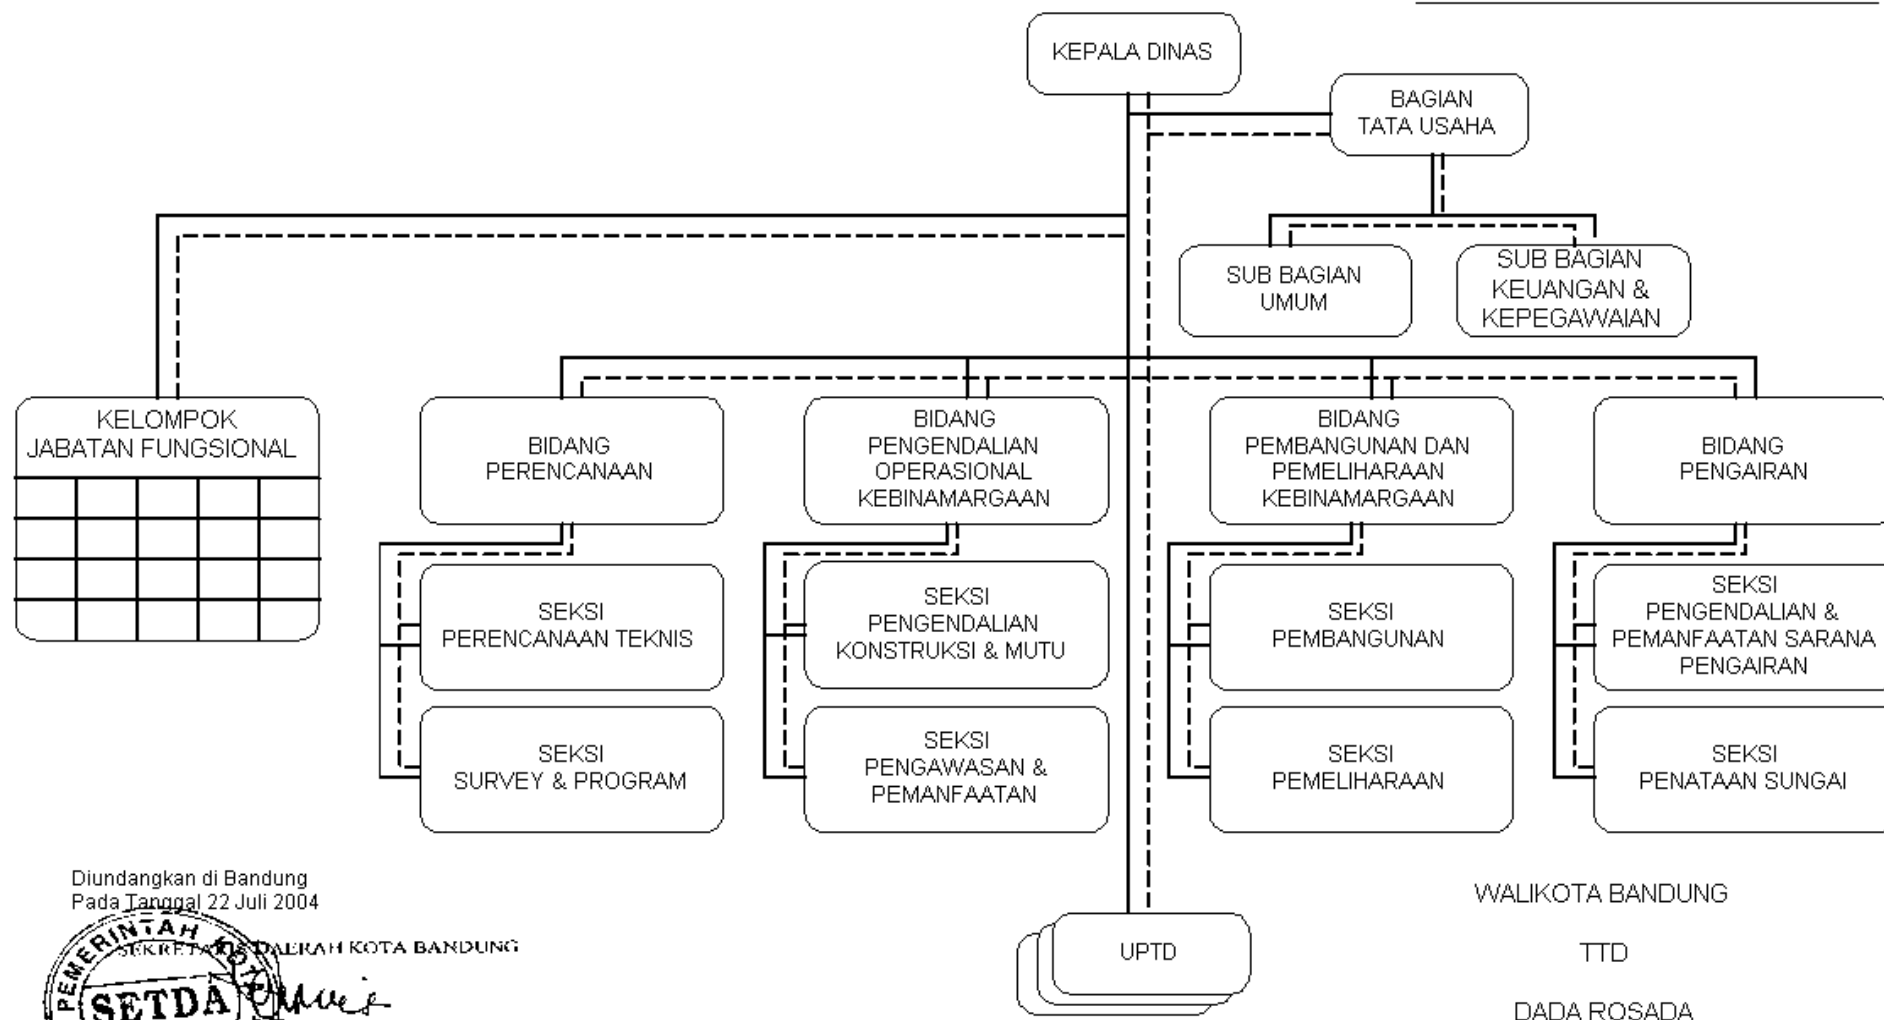 KEPALA DINAS
BAGIAN
TATA USAHA
SUB BAGIAN
UMUM
SUB BAGIAN
KEUANGAN &
KEPEGAWAIAN
KELOMPOK
JABATAN FUNGSIONAL
BIDANG
PERENCANAAN
BIDANG
PENGENDALIAN
OPERASIONAL
KEBINAMARGAAN
BIDANG
PEMBANGUNAN DAN
PEMELIHARAAN
KEBINAMARGAAN
BIDANG
PENGAIRAN
SEKSI
PERENCANAAN TEKNIS
SEKSI
PENGENDALIAN
KONSTRUKSI & MUTU
SEKSI
PEMBANGUNAN
SEKSI
PENGENDALIAN &
PEMANFAATAN SARANA
PENGAIRAN
SEKSI
SURVEY & PROGRAM
SEKSI
PENGAWASAN &
PEMANFAATAN
SEKSI
PEMELIHARAAN
SEKSI
PENATAAN SUNGAI
UPTD
Diundangkan di Bandung
Pada Tanggal 22 Juli 2004
SEKRETARIS DAERAH KOTA BANDUNG
PEMERINTAH KOTA
SETDA
WALIKOTA BANDUNG
TTD
DADA ROSADA